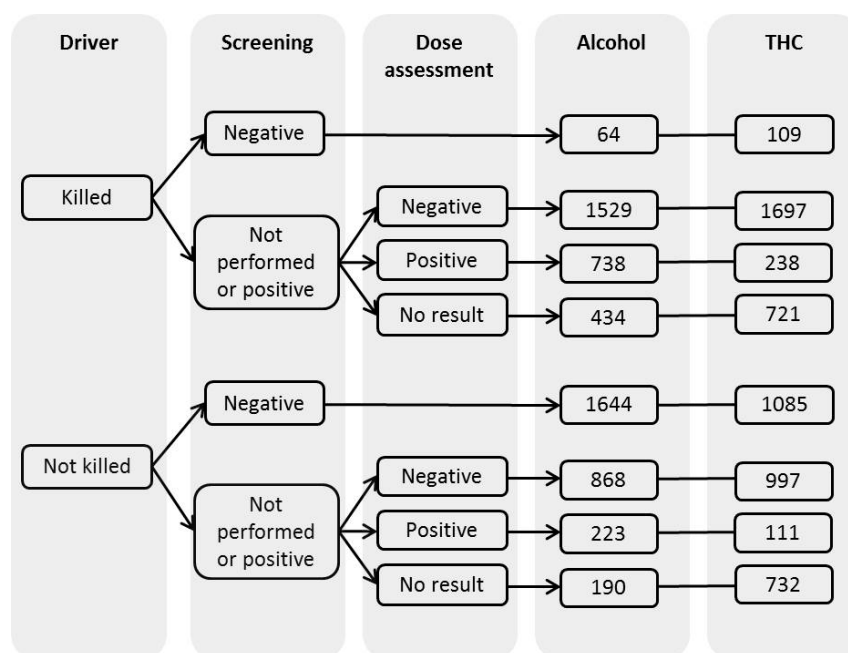 Driver
Screening
Dose
assessment
Alcohol
THC
Killed
Negative
64
109
Not
performed
or positive
Negative
1529
1697
Positive
738
238
No result
434
721
Not killed
Negative
1644
1085
Not
performed
or positive
Negative
868
997
Positive
223
111
No result
190
732